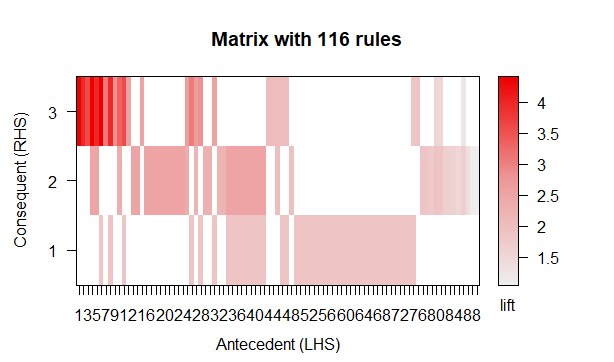 Matrix with 116 rules
Consequent (RHS)
3
2
1
135791216202428323640444852566064687276808488
Antecedent (LHS)
4
3.5
3
2.5
2
1.5
lift